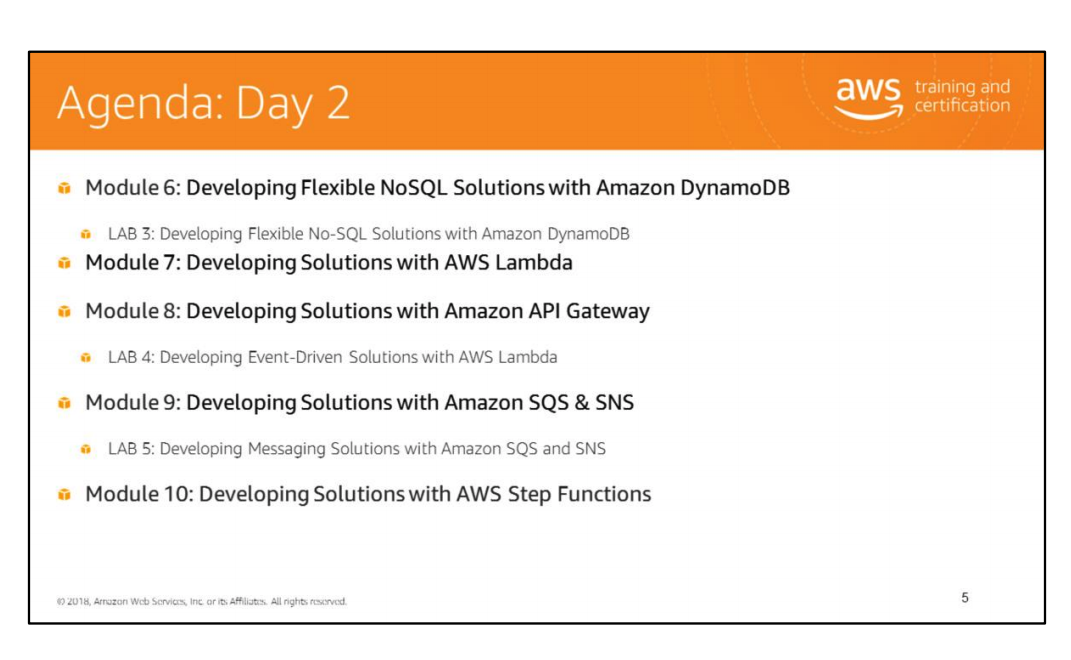 Agenda: Day 2
aws training and
certification
Module 6: Developing Flexible NoSQL Solutions with Amazon DynamoDB
LAB 3: Developing Flexible No-SQL Solutions with Amazon DynamoDB
Module 7: Developing Solutions with AWS Lambda
Module 8: Developing Solutions with Amazon API Gateway
LAB 4: Developing Event-Driven Solutions with AWS Lambda
Module 9: Developing Solutions with Amazon SQS & SNS
LAB 5: Developing Messaging Solutions with Amazon SQS and SNS
Module 10: Developing Solutions with AWS Step Functions
© 2018, Amazon Web Services, Inc. or its Affiliates. All rights reserved.
5